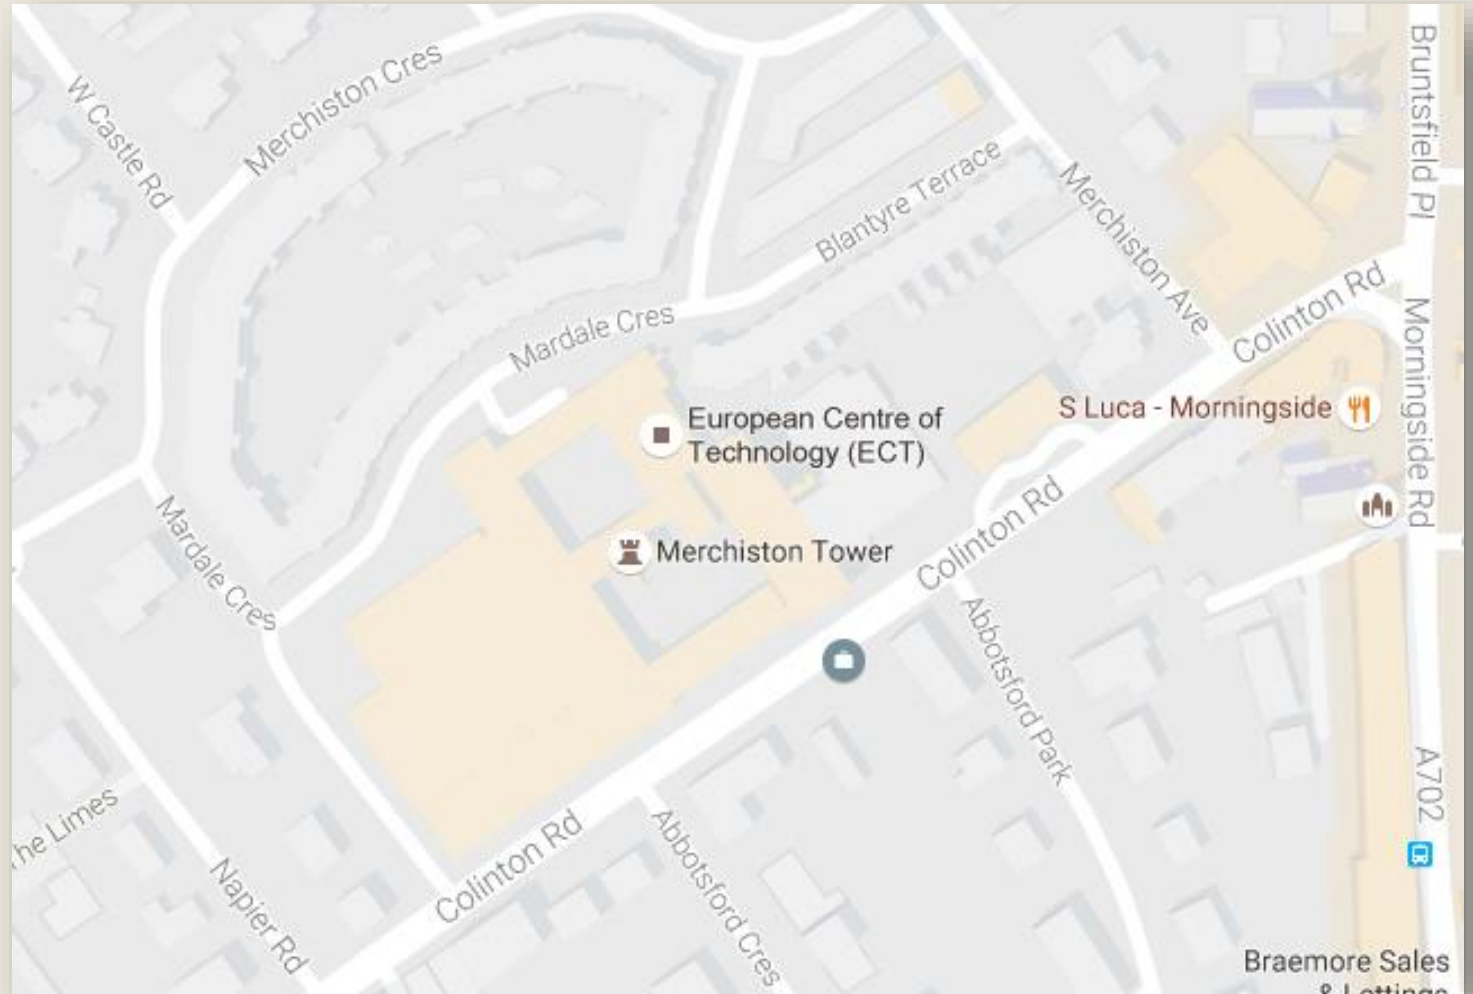 W Castle Rd
Merchiston Cres
Bruntsfield Pl
Blantyre Terrace
Merchiston Ave
Mardale Cres
Colinton Rd
European Centre of
Technology (ECT)
S Luca - Morningside
Morningside Rd
Merchiston Tower
Colinton Rd
Mardale Cres
Abbotsford Park
A702
The Limes
Colinton Rd
Abbotsford Cres
Napier Rd
Braemore Sales
& Lettings